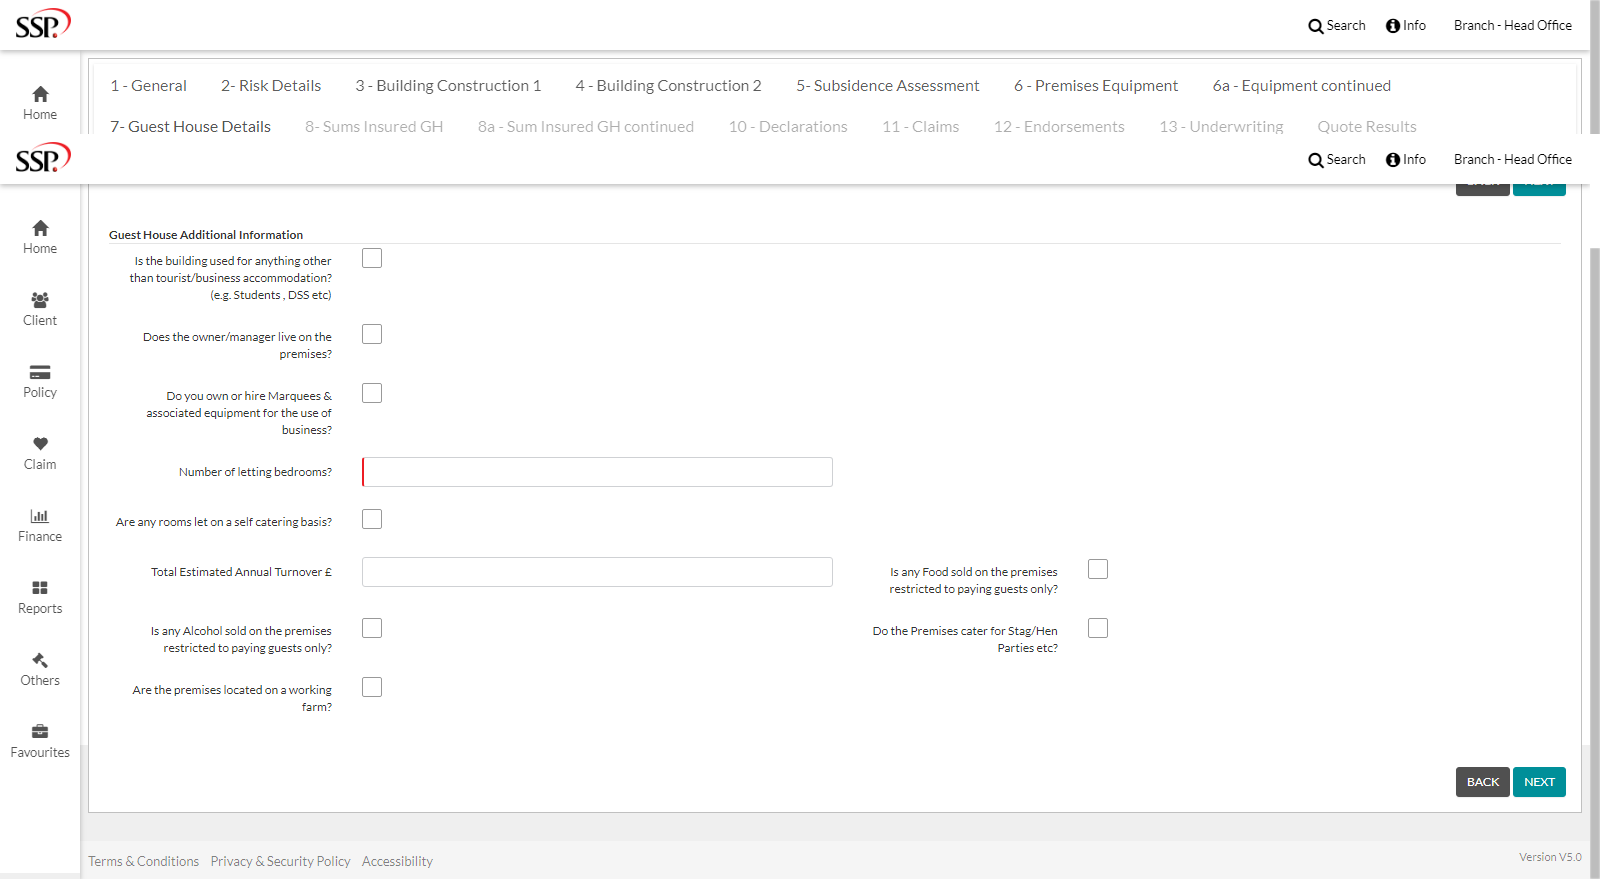 SSP.
Search Info Branch - Head Office
Home
1 - General 2- Risk Details 3 - Building Construction 1 4 - Building Construction 2 5- Subsidence Assessment 6 - Premises Equipment 6a - Equipment continued
7- Guest House Details 8- Sums Insured GH 8a - Sum Insured GH continued 10 - Declarations 11 - Claims 12 - Endorsements 13 - Underwriting Quote Results
SSP.
Search Info Branch - Head Office
Home
Client
Policy
Claim
Finance
Reports
Others
Favourites
Guest House Additional Information
Is the building used for anything other
than tourist/business accommodation?
(e.g. Students , DSS etc)
Does the owner/manager live on the
premises?
Do you own or hire Marquees &
associated equipment for the use of
business?
Number of letting bedrooms?
Are any rooms let on a self catering basis?
Total Estimated Annual Turnover £
Is any Food sold on the premises
restricted to paying guests only?
Is any Alcohol sold on the premises
restricted to paying guests only?
Do the Premises cater for Stag/Hen
Parties etc?
Are the premises located on a working
farm?
BACK NEXT
Terms & Conditions Privacy & Security Policy Accessibility
Version V5.0